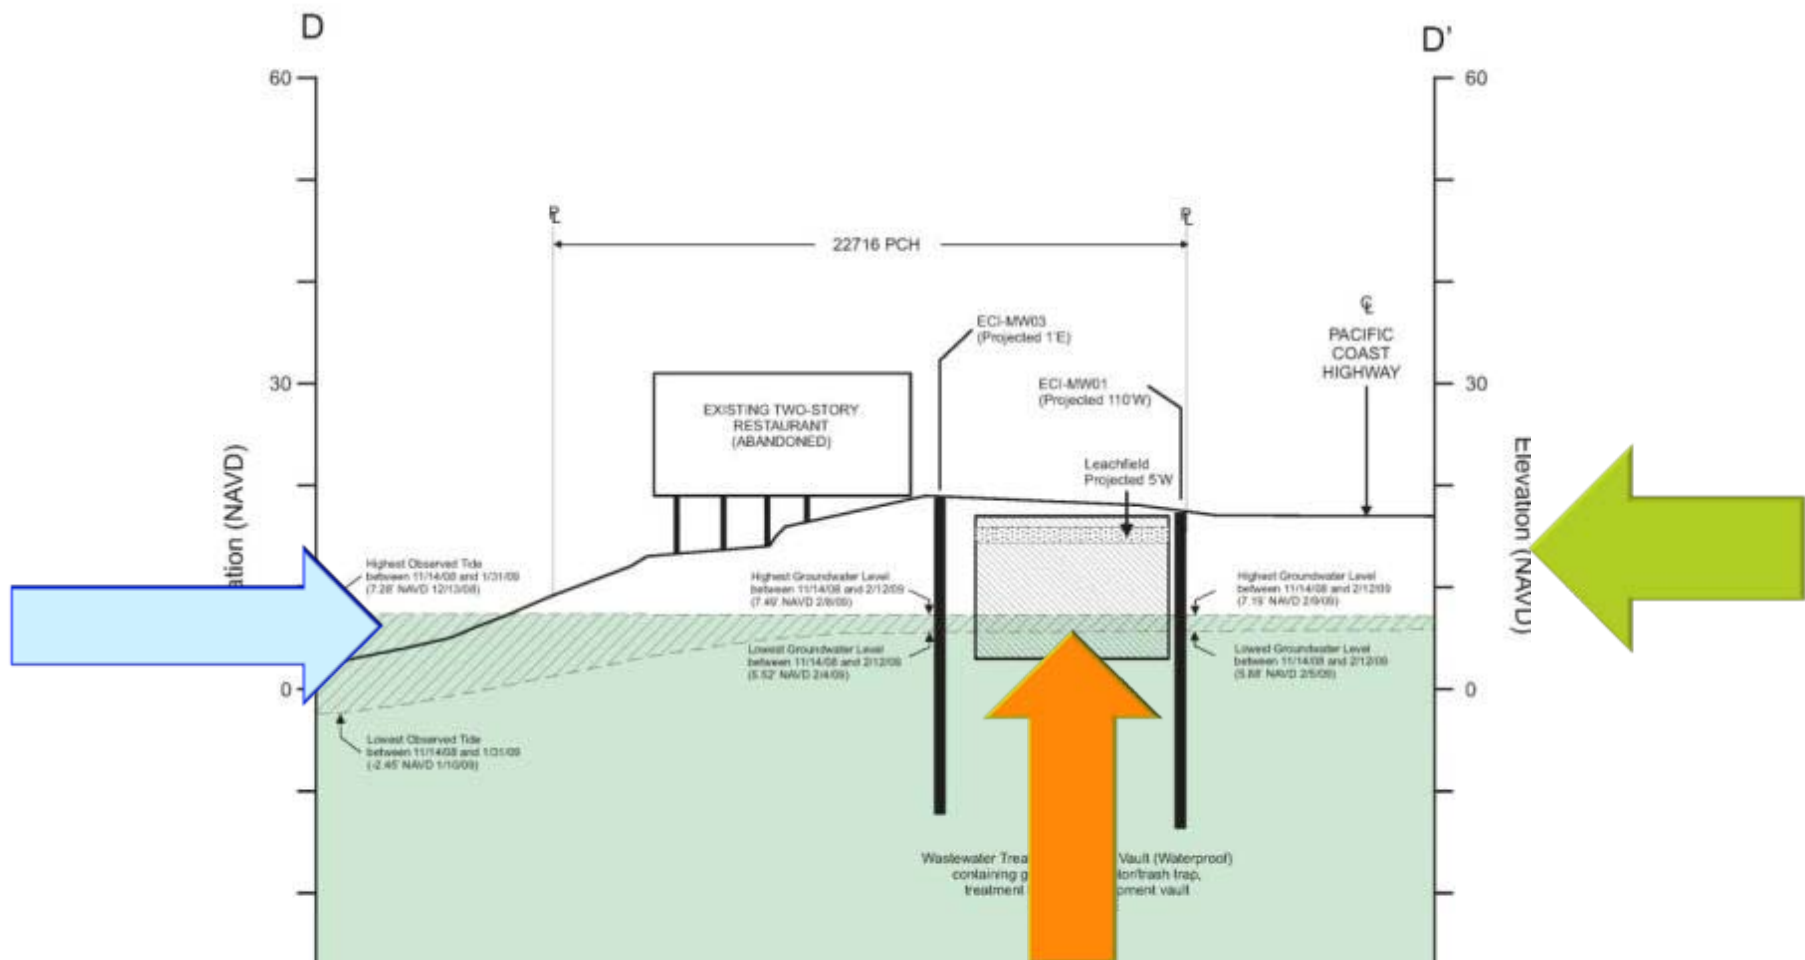 D
D'
60
60
℄
PL
PL
22716 PCH
ECI-MW03
(Projected 1'E)
PACIFIC
COAST
HIGHWAY
30
30
ECI-MW01
(Projected 110'W)
EXISTING TWO-STORY
RESTAURANT
(ABANDONED)
Leachfield
Projected 5'W
ation (NAVD)
Elevation (NAVD)
Highest Observed Tide
between 11/14/08 and 1/31/09
(7.28' NAVD 12/13/08)
Highest Groundwater Level
between 11/14/08 and 2/12/09
(7.49' NAVD 2/8/09)
Highest Groundwater Level
between 11/14/08 and 2/12/09
(7.19' NAVD 2/9/09)
Lowest Groundwater Level
between 11/14/08 and 2/12/09
(5.52' NAVD 2/4/09)
Lowest Groundwater Level
between 11/14/08 and 2/12/09
(5.88' NAVD 2/5/09)
0
0
Lowest Observed Tide
between 11/14/08 and 1/31/09
(-2.45' NAVD 1/10/09)
Wastewater Trea Vault (Waterproof)
containing g tor/trash trap,
treatment pment vault